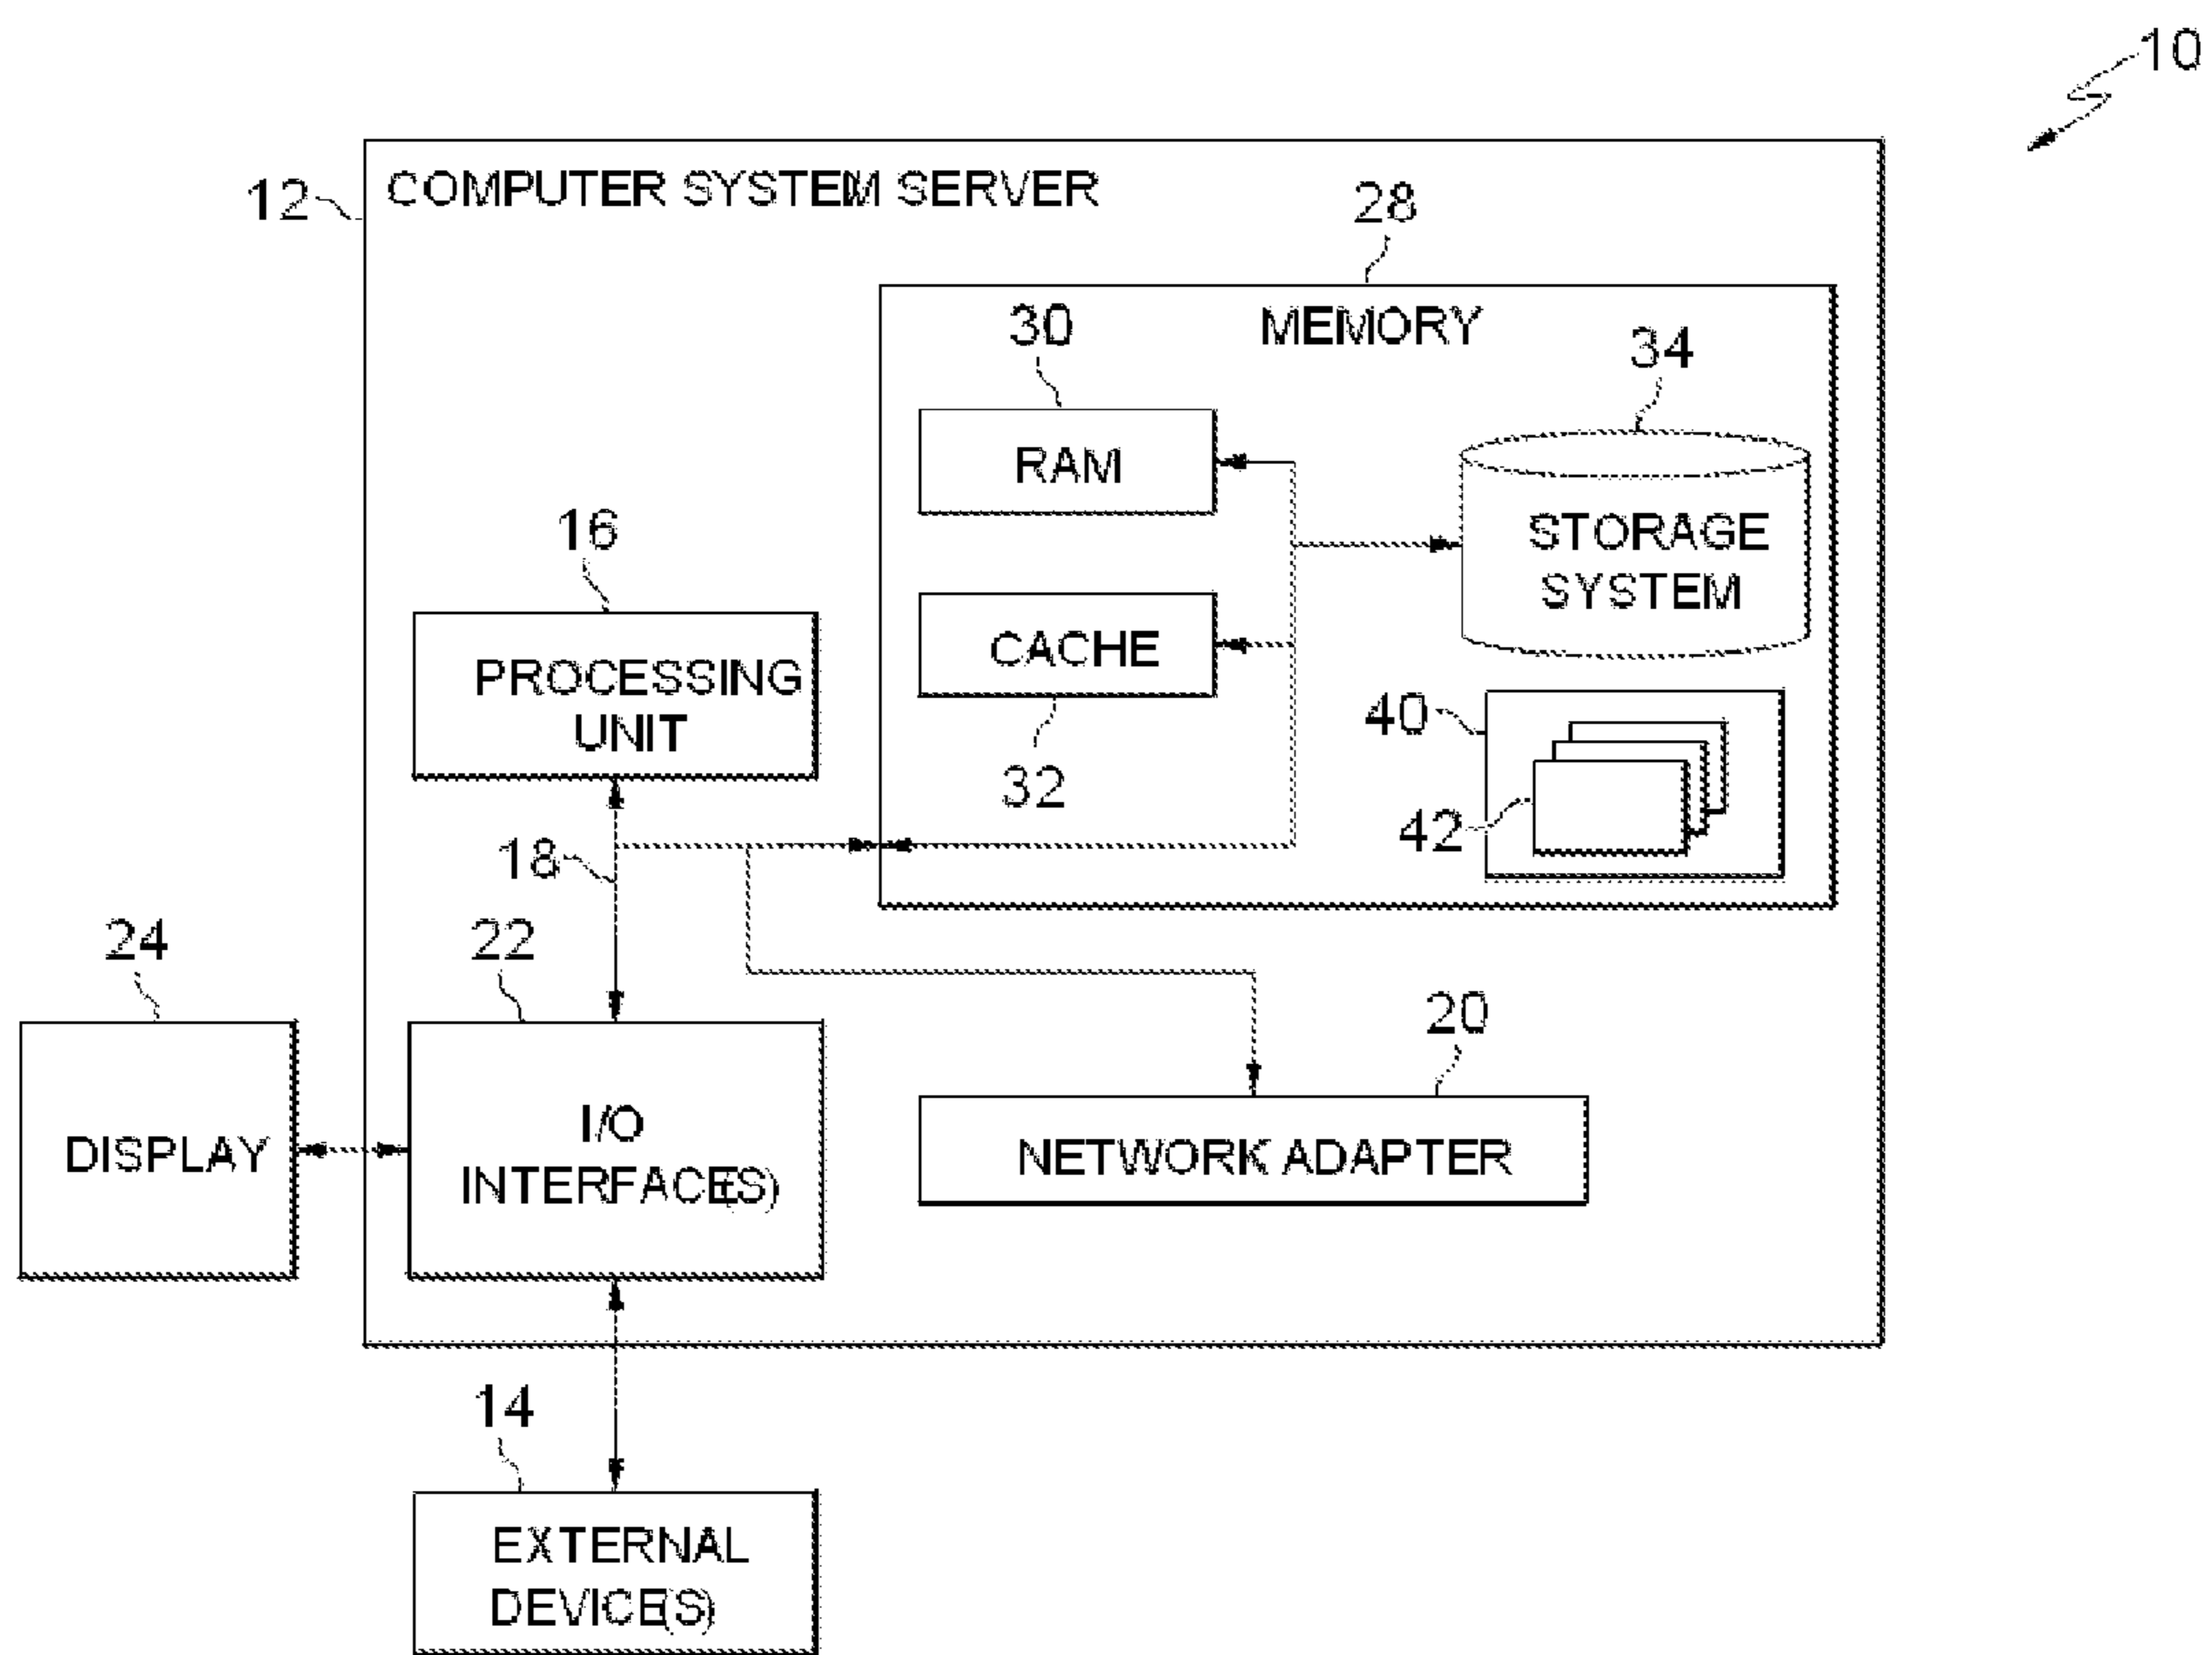 10
12
COMPUTER SYSTEM SERVER
28
MEMORY
30
34
RAM
STORAGE
SYSTEM
16
CACHE
PROCESSING
UNIT
32
40
42
18
24
22
20
DISPLAY
I/O
INTERFACE(S)
NETWORK ADAPTER
14
EXTERNAL
DEVICE(S)